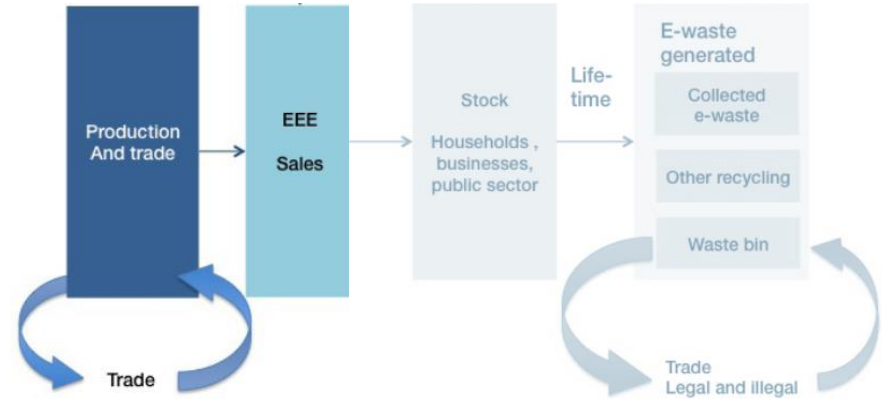 Production
And trade
Trade
EEE
Sales
Stock
Households ,
businesses,
public sector
Life-
time
E-waste
generated
Collected
e-waste
Other recycling
Waste bin
Trade
Legal and illegal